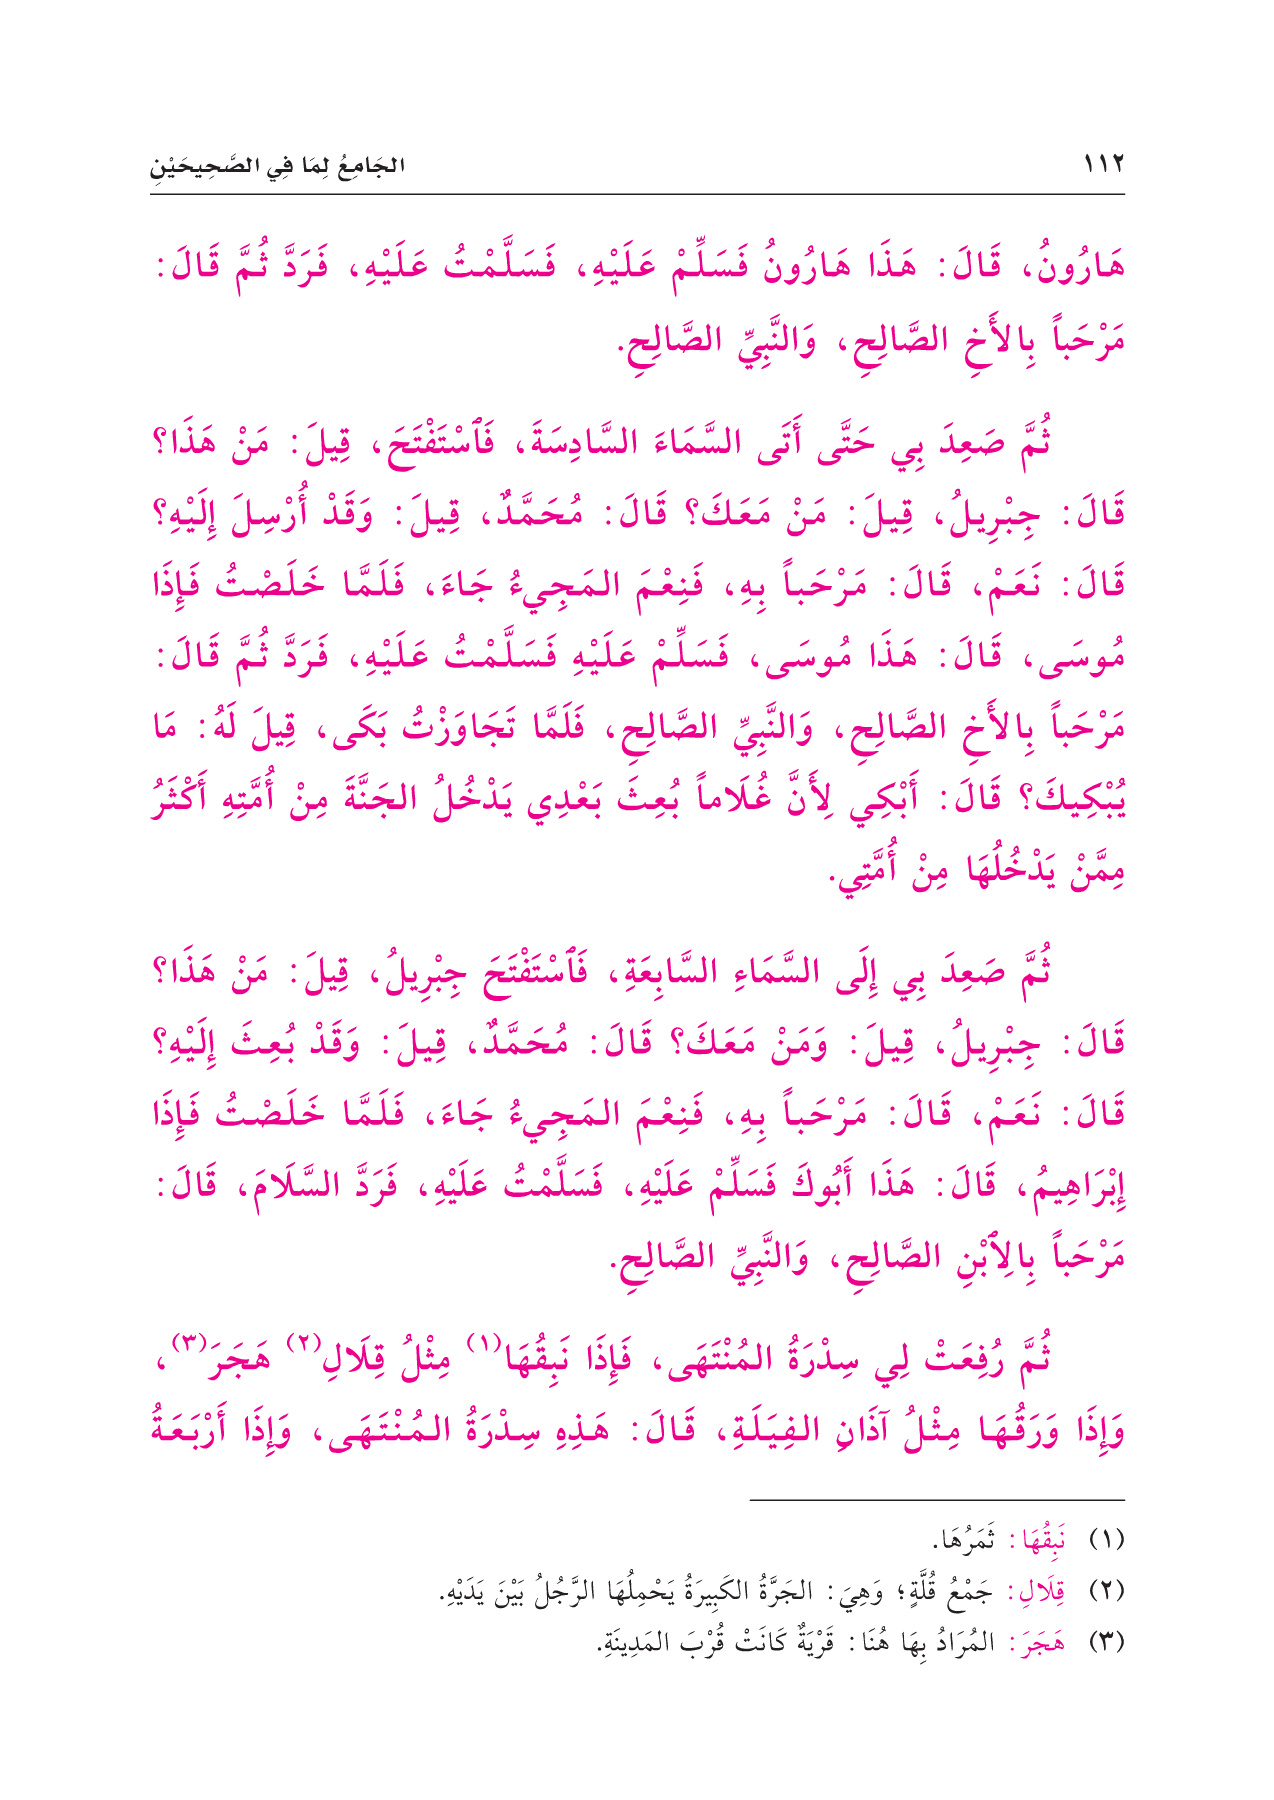 ١١٢
الجَامِعُ لِمَا فِي الصَّحِيحَيْنِ
هَارُونُ، قَالَ: هَذَا هَارُونُ فَسَلِّمْ عَلَيْهِ، فَسَلَّمْتُ عَلَيْهِ، فَرَدَّ ثُمَّ قَالَ:
مَرْحَباً بِالأَخِ الصَّالِحِ، وَالنَّبِيِّ الصَّالِحِ.
ثُمَّ صَعِدَ بِي حَتَّى أَتَى السَّمَاءَ السَّادِسَةَ، فَٱسْتَفْتَحَ، قِيلَ: مَنْ هَذَا؟
قَالَ: جِبْرِيلُ، قِيلَ: مَنْ مَعَكَ؟ قَالَ: مُحَمَّدٌ، قِيلَ: وَقَدْ أُرْسِلَ إِلَيْهِ؟
قَالَ: نَعَمْ، قَالَ: مَرْحَباً بِهِ، فَنِعْمَ المَجِيءُ جَاءَ، فَلَمَّا خَلَصْتُ فَإِذَا
مُوسَى، قَالَ: هَذَا مُوسَى، فَسَلِّمْ عَلَيْهِ فَسَلَّمْتُ عَلَيْهِ، فَرَدَّ ثُمَّ قَالَ:
مَرْحَباً بِالأَخِ الصَّالِحِ، وَالنَّبِيِّ الصَّالِحِ، فَلَمَّا تَجَاوَزْتُ بَكَى، قِيلَ لَهُ: مَا
يُبْكِيكَ؟ قَالَ: أَبْكِي لِأَنَّ غُلَاماً بُعِثَ بَعْدِي يَدْخُلُ الجَنَّةَ مِنْ أُمَّتِهِ أَكْثَرُ
مِمَّنْ يَدْخُلُهَا مِنْ أُمَّتِي.
ثُمَّ صَعِدَ بِي إِلَى السَّمَاءِ السَّابِعَةِ، فَٱسْتَفْتَحَ جِبْرِيلُ، قِيلَ: مَنْ هَذَا؟
قَالَ: جِبْرِيلُ، قِيلَ: وَمَنْ مَعَكَ؟ قَالَ: مُحَمَّدٌ، قِيلَ: وَقَدْ بُعِثَ إِلَيْهِ؟
قَالَ: نَعَمْ، قَالَ: مَرْحَباً بِهِ، فَنِعْمَ المَجِيءُ جَاءَ، فَلَمَّا خَلَصْتُ فَإِذَا
إِبْرَاهِيمُ، قَالَ: هَذَا أَبُوكَ فَسَلِّمْ عَلَيْهِ، فَسَلَّمْتُ عَلَيْهِ، فَرَدَّ السَّلَامَ، قَالَ:
مَرْحَباً بِالِٱبْنِ الصَّالِحِ، وَالنَّبِيِّ الصَّالِحِ.
ثُمَّ رُفِعَتْ لِي سِدْرَةُ المُنْتَهَى، فَإِذَا نَبِقُهَا(١) مِثْلُ قِلَالِ(٢) هَجَرَ(٣)،
وَإِذَا وَرَقُهَا مِثْلُ آذَانِ الفِيَلَةِ، قَالَ: هَذِهِ سِدْرَةُ المُنْتَهَى، وَإِذَا أَرْبَعَةُ
(١) نَبِقُهَا: ثَمَرُهَا.
(٢) قِلَالِ: جَمْعُ قُلَّةٍ؛ وَهِيَ: الجَرَّةُ الكَبِيرَةُ يَحْمِلُهَا الرَّجُلُ بَيْنَ يَدَيْهِ.
(٣) هَجَرَ: المُرَادُ بِهَا هُنَا: قَرْيَةٌ كَانَتْ قُرْبَ المَدِينَةِ.